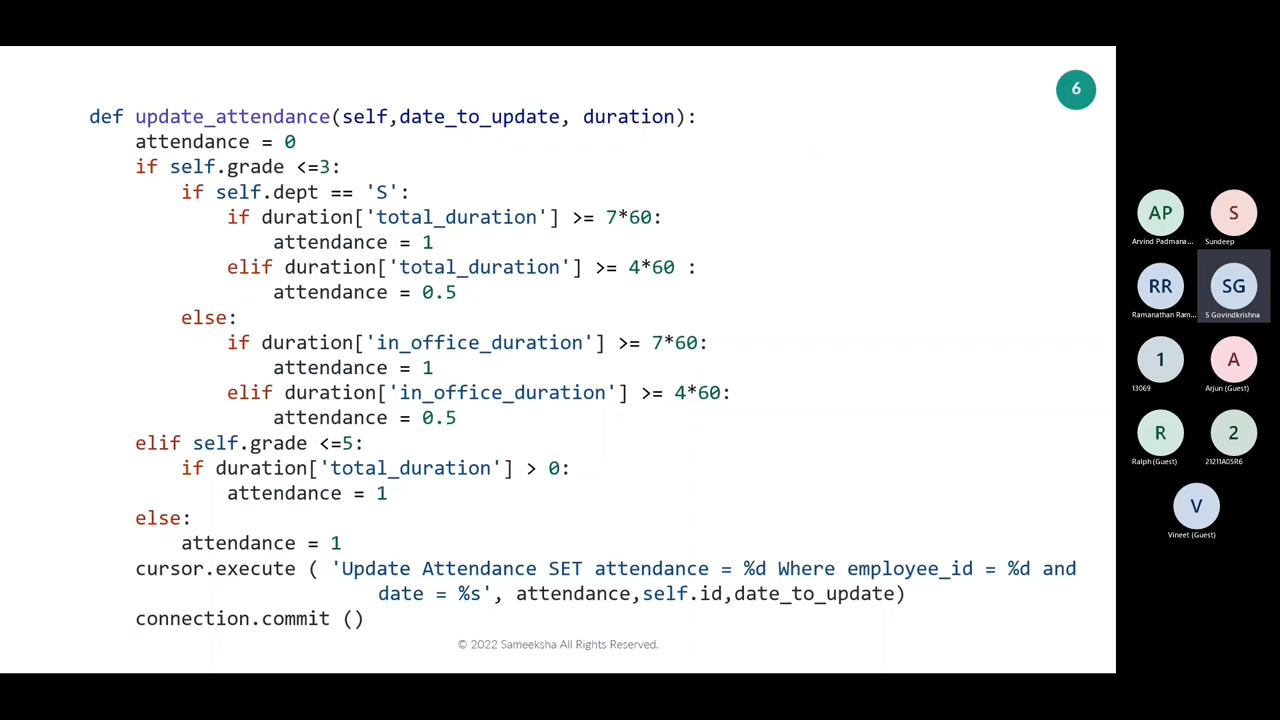 6
def update_attendance(self,date_to_update, duration):
attendance = 0
if self.grade <=3:
if self.dept == 'S':
if duration['total_duration'] >= 7*60:
attendance = 1
elif duration['total_duration'] >= 4*60 :
attendance = 0.5
else:
if duration['in_office_duration'] >= 7*60:
attendance = 1
elif duration['in_office_duration'] >= 4*60:
attendance = 0.5
elif self.grade <=5:
if duration['total_duration'] > 0:
attendance = 1
else:
attendance = 1
cursor.execute ( 'Update Attendance SET attendance = %d Where employee_id = %d and
date = %s', attendance,self.id,date_to_update)
connection.commit ()
© 2022 Sameeksha All Rights Reserved.
AP S
Arvind Padmana... Sundeep
RR SG
Ramanathan Ram... S Govindkrishna
1 A
13069 Arjun (Guest)
R 2
Ralph (Guest) 21211A05R6
V
Vineet (Guest)